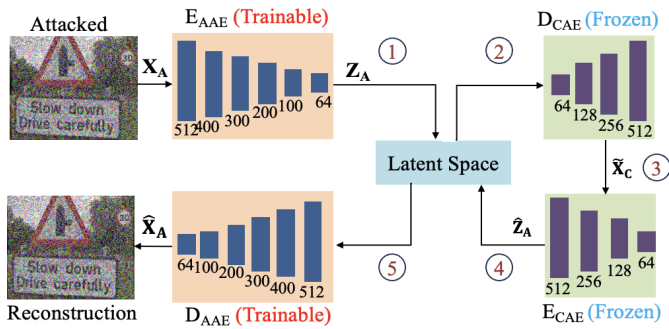 Attacked
E_AAE (Trainable)
D_CAE (Frozen)
X_A
1
Z_A
2
30
Slow down
Drive carefully
512 400 300 200 100 64
64 128 256 512
Latent Space
X̃_C
3
X̂_A
Ẑ_A
30
Slow down
Drive carefully
64 100 200 300 400 512
5
4
512 256 128 64
Reconstruction
D_AAE (Trainable)
E_CAE (Frozen)